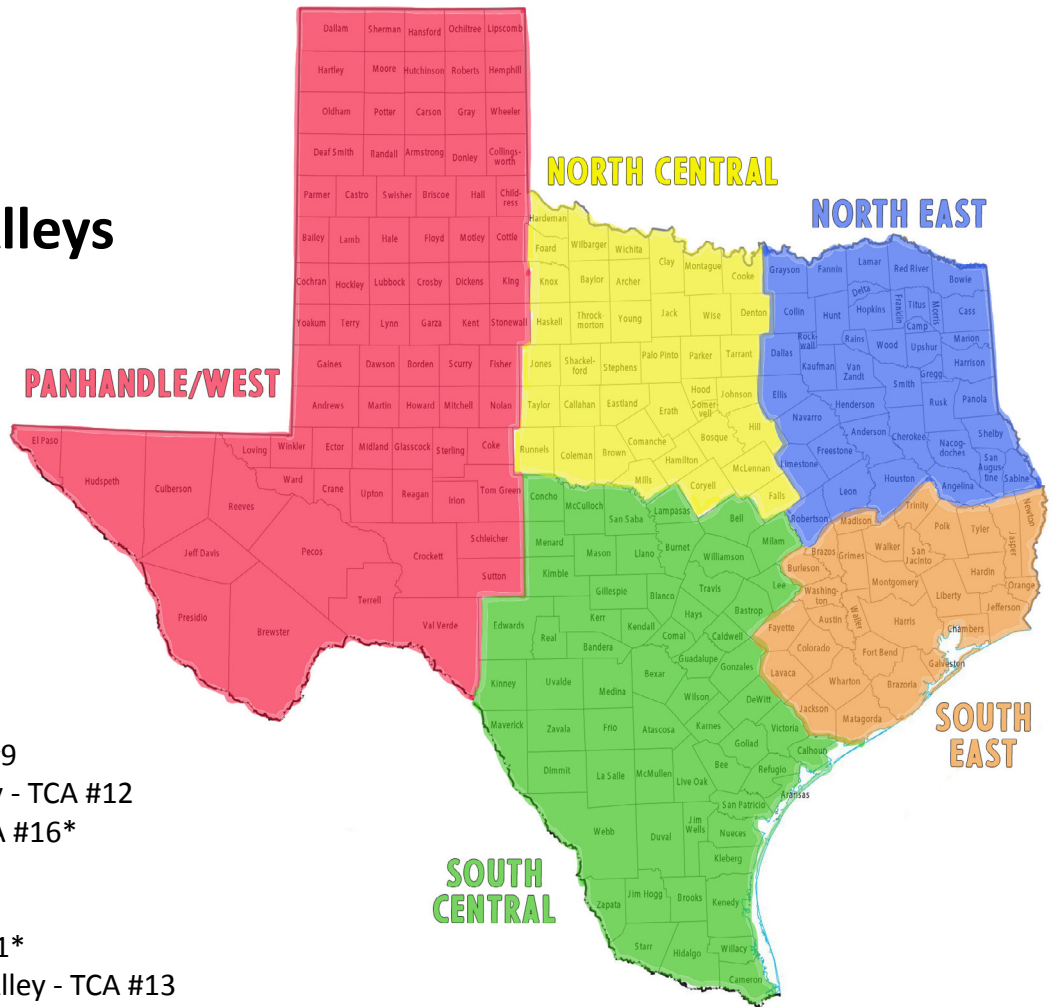 Dallam Sherman Hansford Ochiltree Lipscomb
Hartley Moore Hutchinson Roberts Hemphill
Oldham Potter Carson Gray Wheeler
Deaf Smith Randall Armstrong Donley Collings-
worth
NORTH CENTRAL
Parmer Castro Swisher Briscoe Hall Child-
ress
lleys
NORTH EAST
Hardeman
Bailey Lamb Hale Floyd Motley Cottle
Foard Wilbarger Wichita Clay Montague Cooke
Grayson Fannin Lamar Red River Bowie
Cochran Hockley Lubbock Crosby Dickens King
Knox Baylor Archer
Delta Hopkins Franklin Titus Morris Cass
Collin Hunt Camp
Yoakum Terry Lynn Garza Kent Stonewall
Haskell Throck-
morton Young Jack Wise Denton
Rock-
wall Rains Wood Upshur Marion
Dallas Kaufman Van
Zandt Gregg Harrison
PANHANDLE/WEST
Gaines Dawson Borden Scurry Fisher
Jones Shackel-
ford Stephens Palo Pinto Parker Tarrant
Ellis Henderson Smith Rusk Panola
Andrews Martin Howard Mitchell Nolan
Taylor Callahan Eastland Erath Hood
Somer-
vell Johnson
Navarro Anderson Cherokee Nacog-
doches Shelby
El Paso Loving Winkler Ector Midland Glasscock Sterling Coke
Runnels Coleman Brown Comanche Bosque Hill
Hamilton McLennan Limestone Freestone
San
Augus-
tine Sabine
Hudspeth Culberson Reeves Ward Crane Upton Reagan Irion Tom Green
Mills Coryell Falls Leon Houston Angelina
Concho McCulloch San Saba Lampasas Bell Robertson Madison Trinity Polk Tyler Newton
Jasper
Jeff Davis Pecos Crockett Schleicher
Menard Mason Llano Burnet Williamson Milam
Brazos Grimes Walker San
Jacinto Hardin
Burleson
Sutton Kimble Gillespie Blanco Travis Lee
Washing-
ton Montgomery Liberty Orange
Presidio Brewster Terrell Val Verde
Edwards Real Kerr Kendall Hays Bastrop
Fayette Austin Waller Harris Chambers Jefferson
Bandera Comal Caldwell Colorado Fort Bend Galveston
Guadalupe Gonzales Lavaca Wharton Brazoria
Kinney Uvalde Medina Bexar Wilson DeWitt
Jackson Matagorda
SOUTH
EAST
Maverick Zavala Frio Atascosa Karnes Goliad Victoria Calhoun
9
Dimmit La Salle McMullen Live Oak Bee Refugio
y - TCA #12
Aransas
San Patricio
A #16*
Webb Duval Jim
Wells Nueces
Kleberg
SOUTH
CENTRAL
Zapata Jim Hogg Brooks Kenedy
1*
Starr Hidalgo Willacy
Cameron
lley - TCA #13